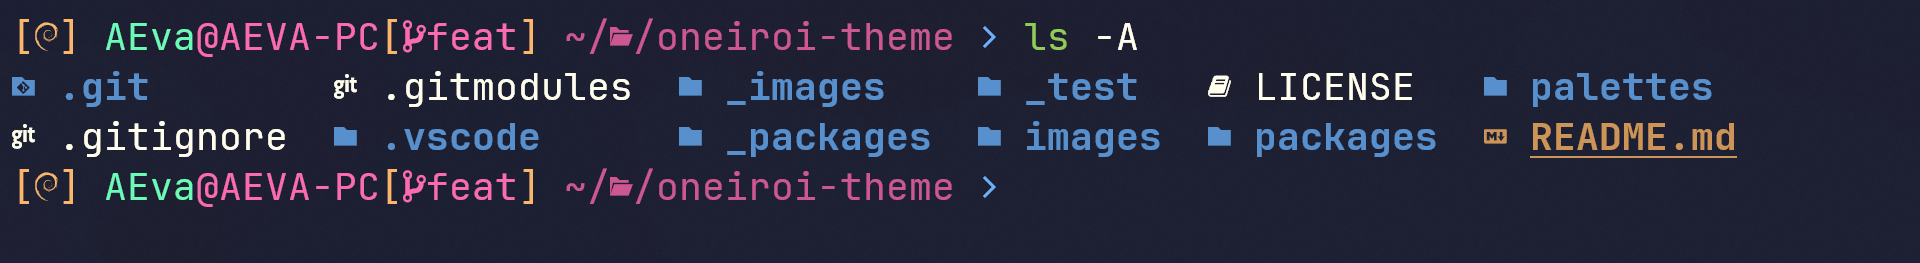 [] AEva@AEVA-PC[feat] ~//oneiroi-theme > ls -A
.git .gitmodules _images _test LICENSE palettes
git .gitignore .vscode _packages images packages README.md
[] AEva@AEVA-PC[feat] ~//oneiroi-theme >